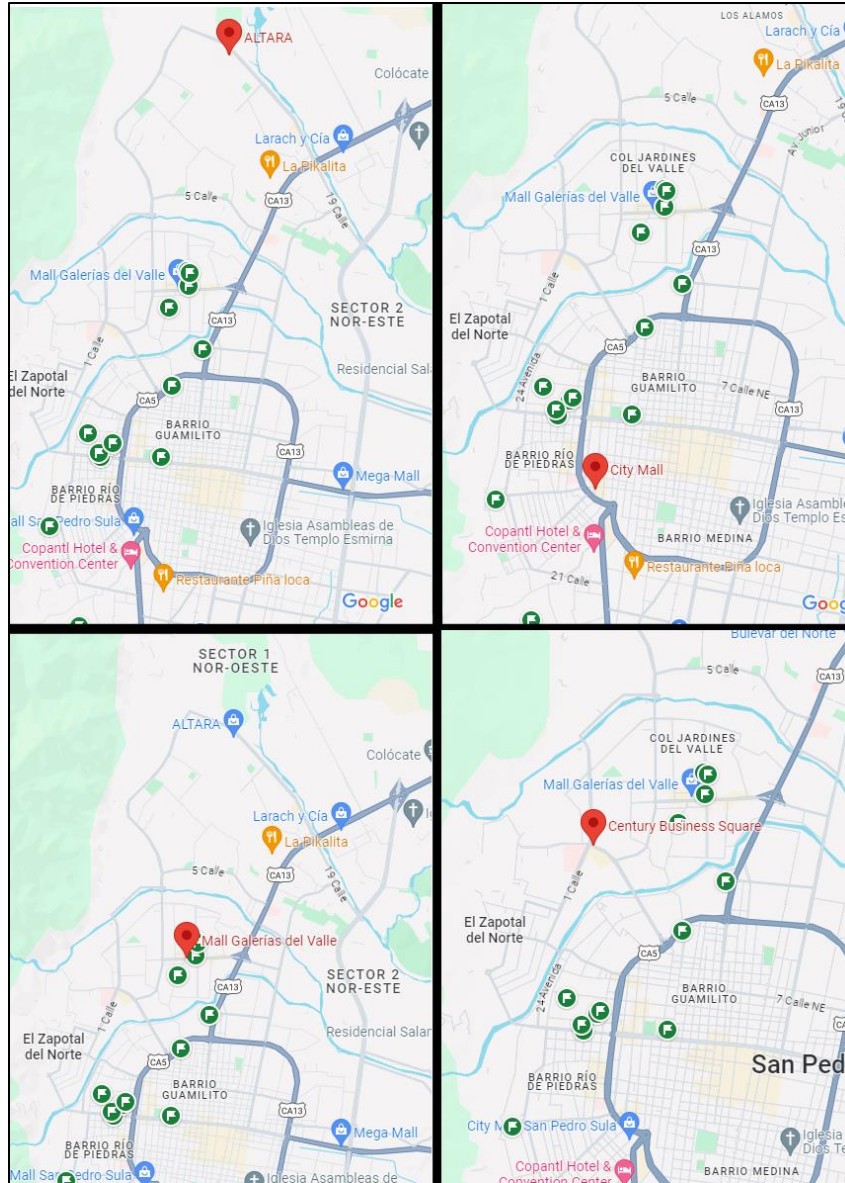 ALTARA
Colócate
Larach y Cía
La Pikalita
5 Calle
CA13
19 Calle
Mall Galerías del Valle
SECTOR 2
NOR-ESTE
CA13
1 Calle
El Zapotal
del Norte
Residencial Sala
CA5
BARRIO
GUAMILITO
CA13
BARRIO RÍO
DE PIEDRAS
Mega Mall
all San Pedro Sula
Iglesia Asambleas de
Dios Templo Esmirna
Copantl Hotel &
Convention Center
Restaurante Piña loca
Google
LOS ALAMOS
Larach y Cía
La Pikalita
5 Calle
CA13
19
Av Junior
COL JARDINES
DEL VALLE
Mall Galerías del Valle
CA13
1 Calle
El Zapotal
del Norte
24 Avenida
CA5
BARRIO
GUAMILITO
7 Calle NE
CA13
BARRIO RÍO
DE PIEDRAS
City Mall
Iglesia Asamble
Dios Templo Es
Copantl Hotel &
Convention Center
BARRIO MEDINA
21 Calle
Restaurante Piña loca
Goog
SECTOR 1
NOR-OESTE
ALTARA
Colócate
Larach y Cía
La Pikalita
5 Calle
CA13
19 Calle
Mall Galerías del Valle
SECTOR 2
NOR-ESTE
CA13
1 Calle
El Zapotal
del Norte
Residencial Salar
CA5
BARRIO
GUAMILITO
CA13
BARRIO RÍO
DE PIEDRAS
Mega Mall
Mall San Pedro Sula
Iglesia Asambleas de
Bulevar del Norte
5 Calle
CA13
COL JARDINES
DEL VALLE
Mall Galerías del Valle
Century Business Square
1 Calle
El Zapotal
del Norte
24 Avenida
CA5
BARRIO
GUAMILITO
7 Calle NE
CA
BARRIO RÍO
DE PIEDRAS
San Ped
City M San Pedro Sula
Iglesia
Dios Te
Copantl Hotel &
Convention Center
BARRIO MEDINA